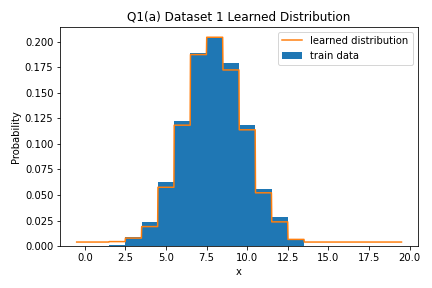 Q1(a) Dataset 1 Learned Distribution
learned distribution
train data
0.200
0.175
0.150
0.125
0.100
0.075
0.050
0.025
0.000
Probability
0.0 2.5 5.0 7.5 10.0 12.5 15.0 17.5 20.0
x